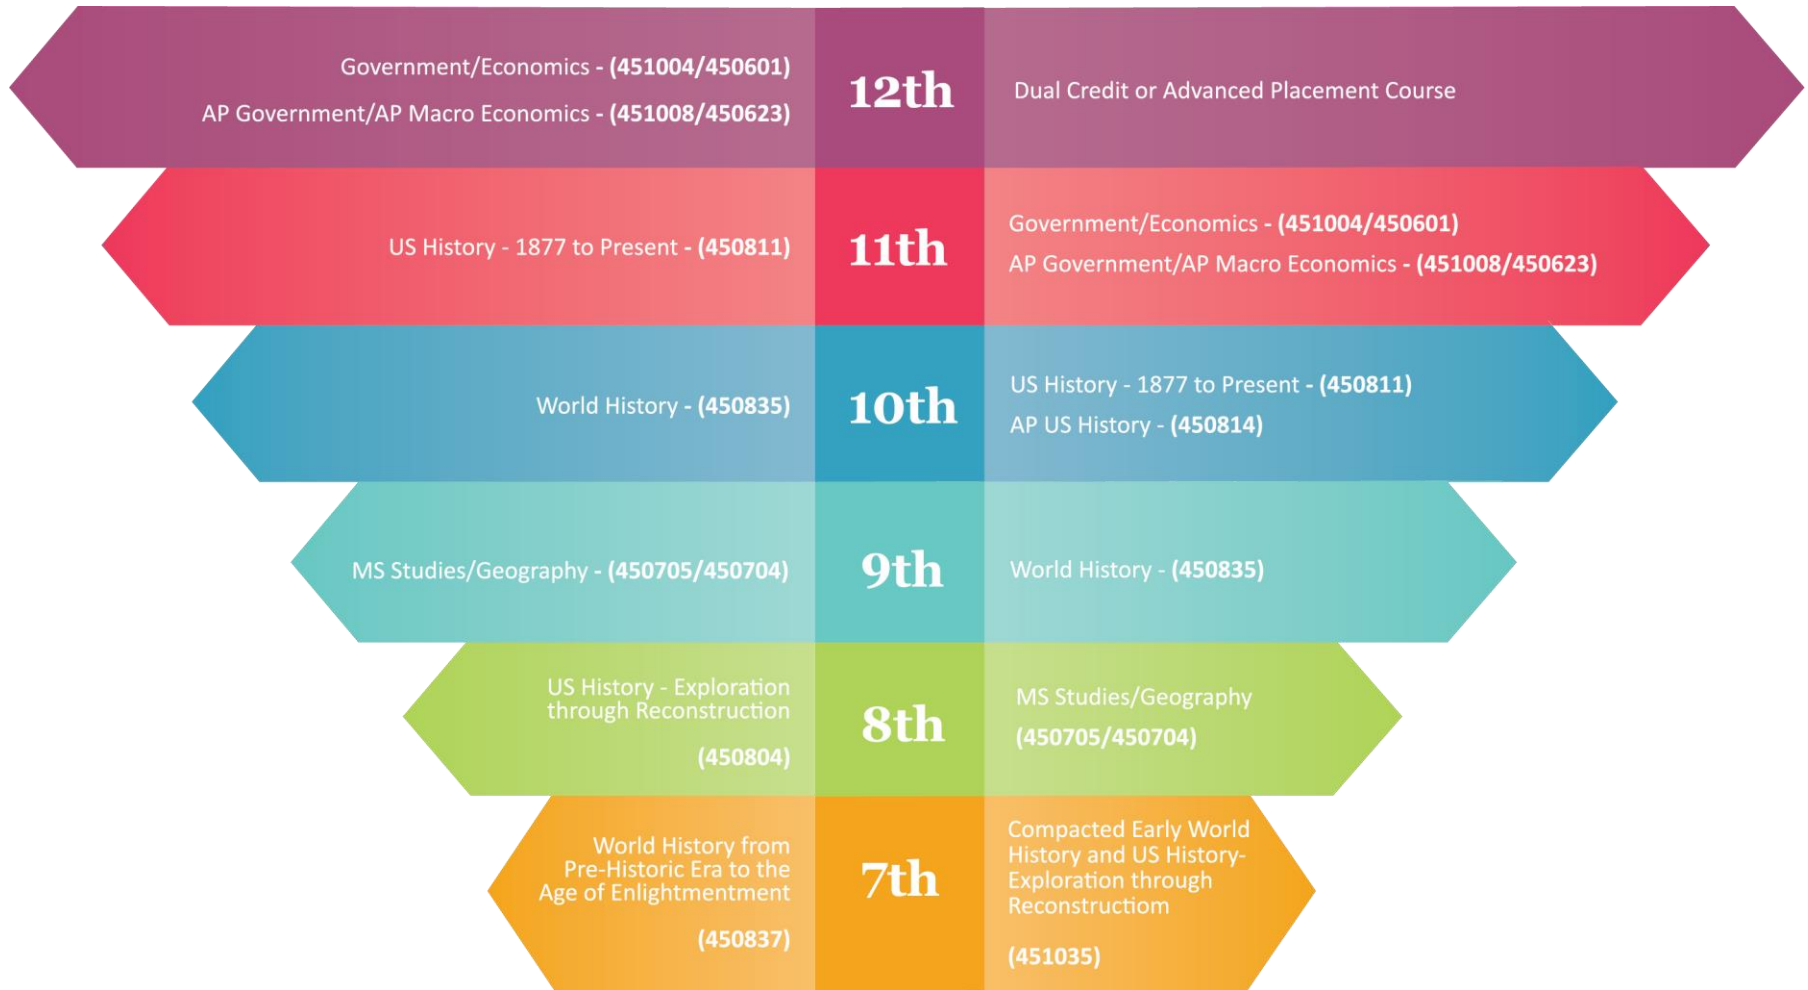 Government/Economics - (451004/450601)
AP Government/AP Macro Economics - (451008/450623)
12th
Dual Credit or Advanced Placement Course
US History - 1877 to Present - (450811)
11th
Government/Economics - (451004/450601)
AP Government/AP Macro Economics - (451008/450623)
World History - (450835)
10th
US History - 1877 to Present - (450811)
AP US History - (450814)
MS Studies/Geography - (450705/450704)
9th
World History - (450835)
US History - Exploration
through Reconstruction
(450804)
8th
MS Studies/Geography
(450705/450704)
World History from
Pre-Historic Era to the
Age of Enlightmentment
(450837)
7th
Compacted Early World
History and US History-
Exploration through
Reconstructiom
(451035)